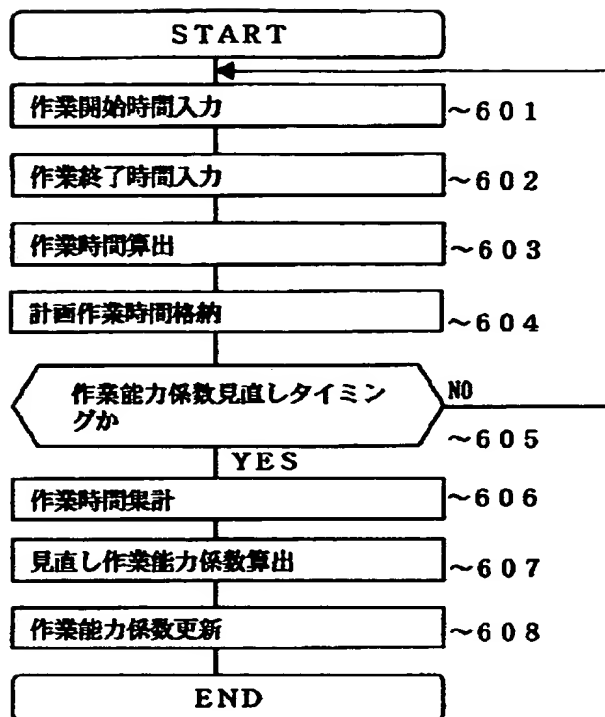 START
作業開始時間入力 ～601
作業終了時間入力 ～602
作業時間算出 ～603
計画作業時間格納 ～604
作業能力係数見直しタイミン
グか
NO
～605
YES
作業時間集計 ～606
見直し作業能力係数算出 ～607
作業能力係数更新 ～608
END